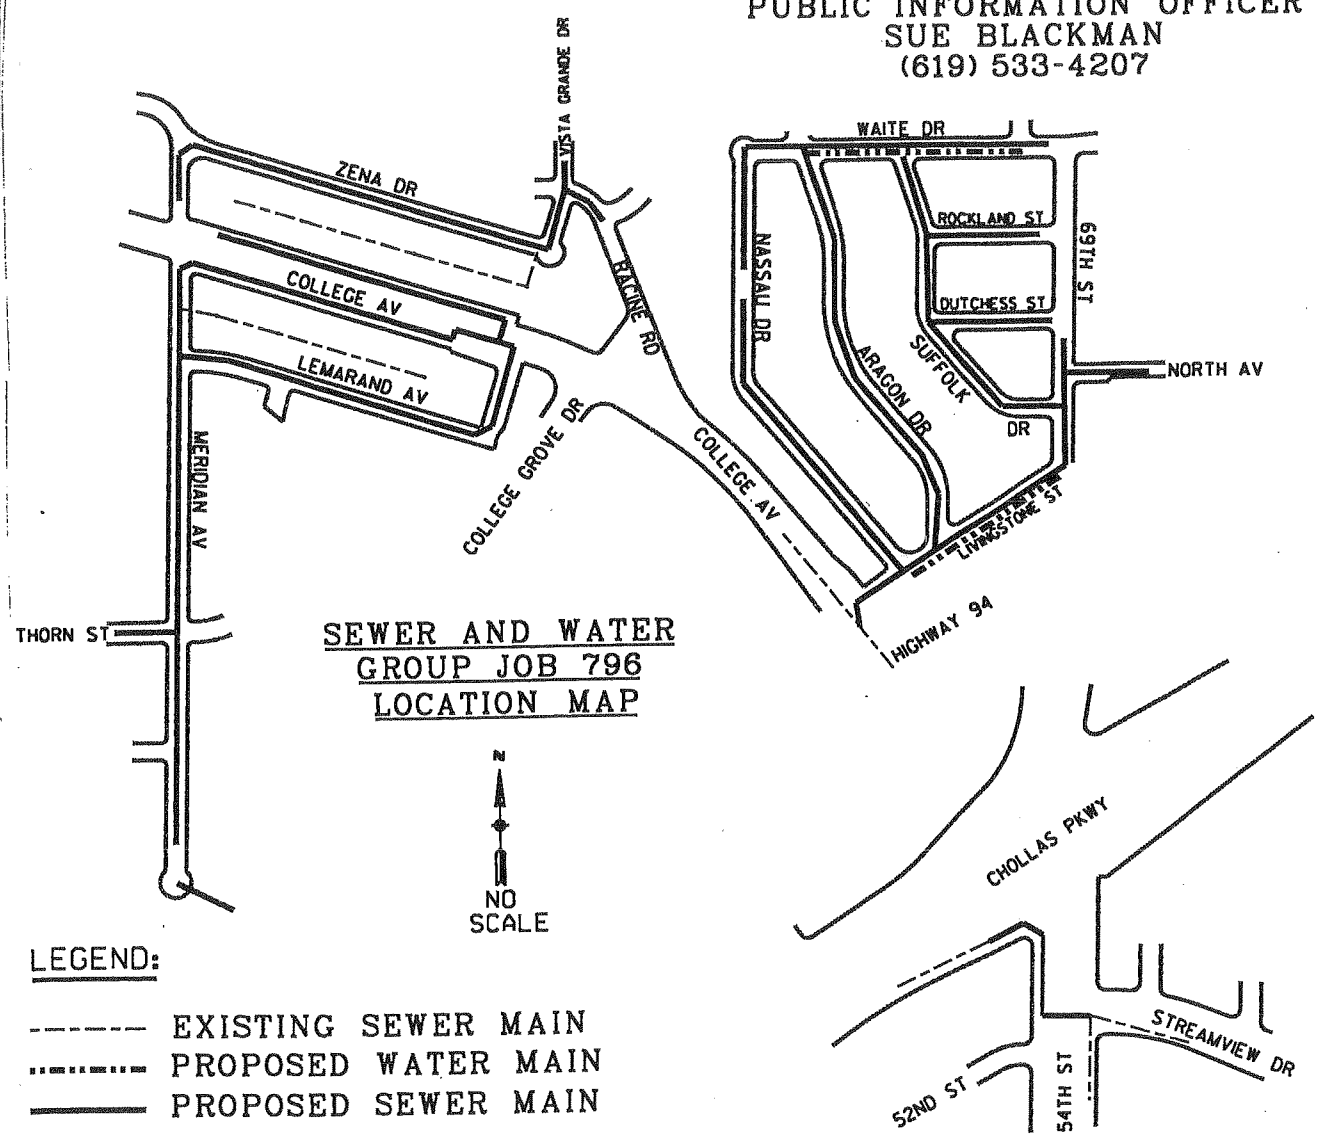 PUBLIC INFORMATION OFFICER
SUE BLACKMAN
(619) 533-4207
VISTA GRANDE DR
ZENA DR
COLLEGE AV
LEMARAND AV
RACINE RD
MERIDIAN AV
COLLEGE GROVE DR
COLLEGE AV
THORN ST
WAITE DR
ROCKLAND ST
69TH ST
NASSAU DR
DUTCHESS ST
SUFFOLK
DR
ARAGON DR
NORTH AV
LIVINGSTONE ST
HIGHWAY 94
SEWER AND WATER
GROUP JOB 796
LOCATION MAP
N
NO
SCALE
CHOLLAS PKWY
STREAMVIEW DR
54TH ST
52ND ST
LEGEND:
EXISTING SEWER MAIN
PROPOSED WATER MAIN
PROPOSED SEWER MAIN